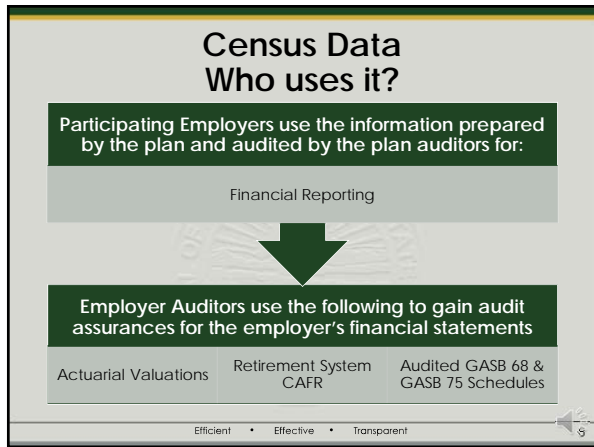 Census Data
Who uses it?
Participating Employers use the information prepared
by the plan and audited by the plan auditors for:
Financial Reporting
Employer Auditors use the following to gain audit
assurances for the employer's financial statements
Actuarial Valuations
Retirement System
CAFR
Audited GASB 68 &
GASB 75 Schedules
Efficient • Effective • Transparent